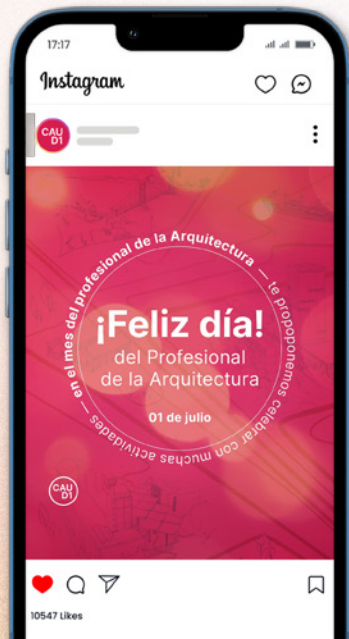 17:17
Instagram
CAU
D1
en el mes del profesional de la Arquitectura — te propoponemos celebrar con muchas actividades —
¡Feliz día!
del Profesional
de la Arquitectura
01 de julio
CAU
D1
10547 Likes